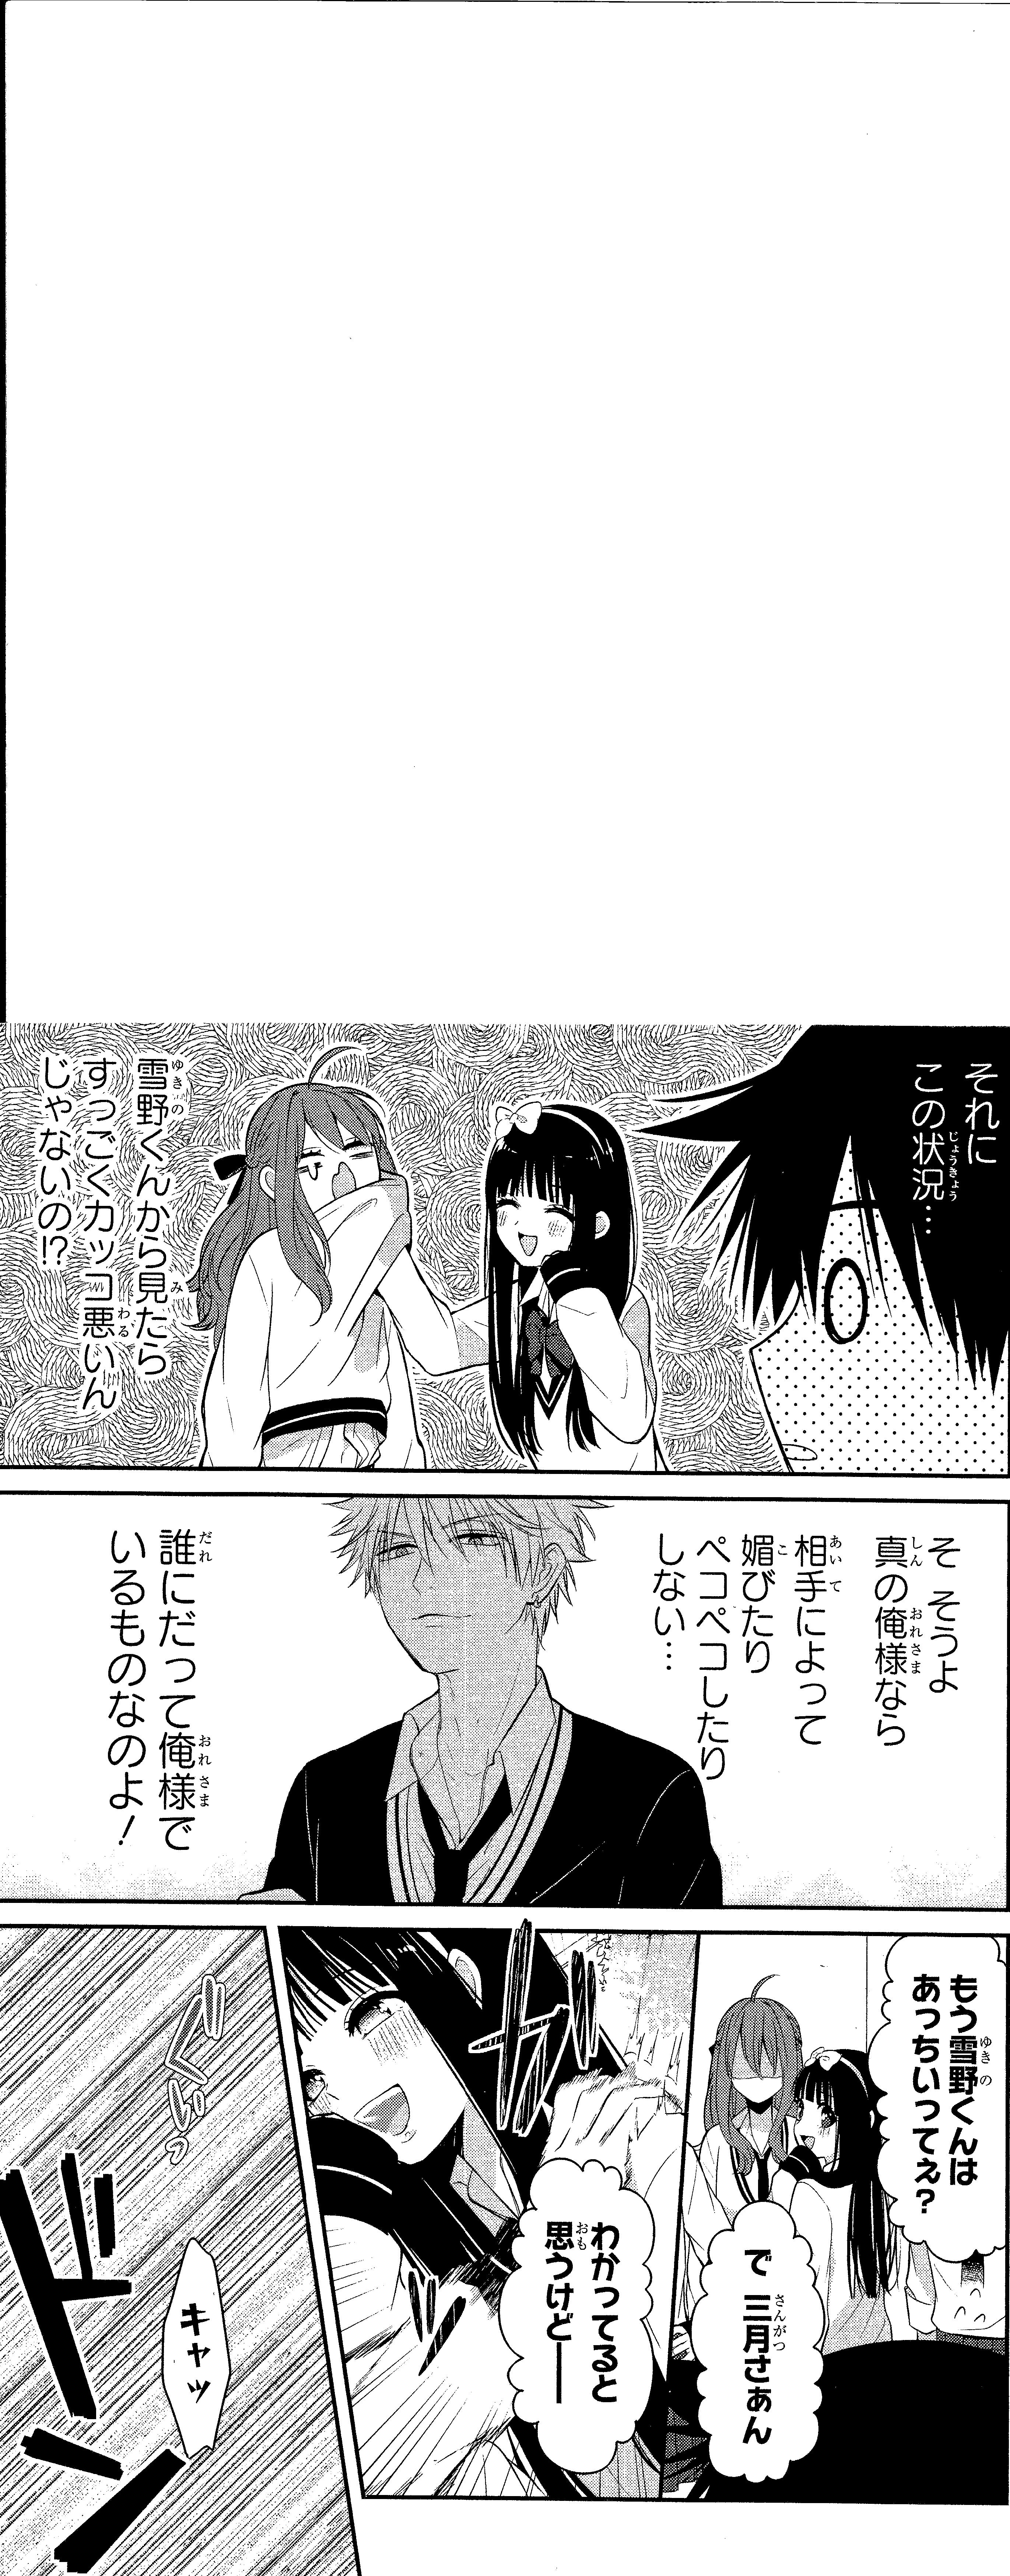 それに
この状況…
雪野くんから見たら
すっごくカッコ悪いん
じゃないの!?
そ そうよ
真の俺様なら
相手によって
媚びたり
ペコペコしたり
しない…
誰にだって俺様で
いるものなのよ！
もう雪野くんは
あっちいってぇ？
で 三月さぁん
わかってると
思うけど──
キャッ
ドン